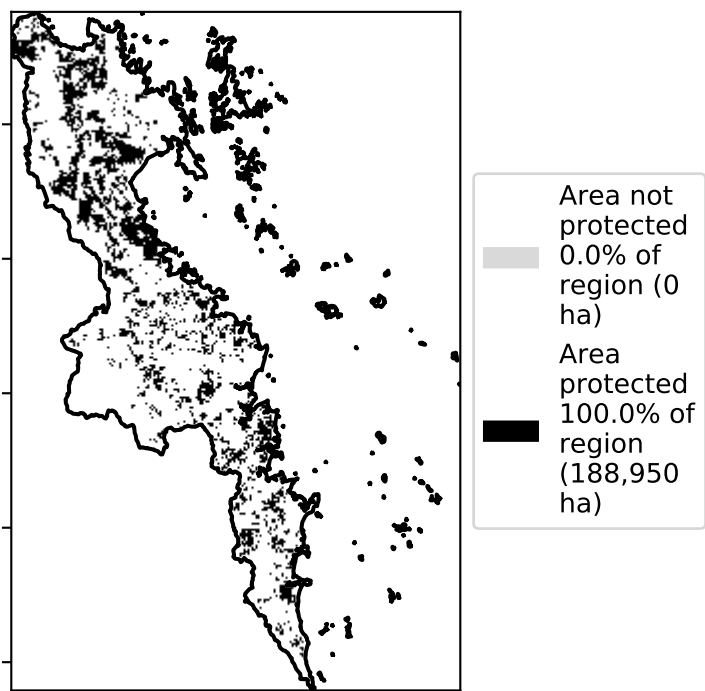 Area not
protected
0.0% of
region (0
ha)
Area
protected
100.0% of
region
(188,950
ha)